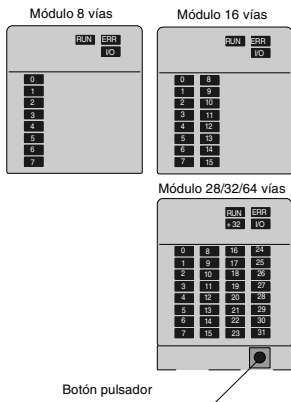 Módulo 8 vías
RUN ERR
I/O
0
1
2
3
4
5
6
7
Módulo 16 vías
RUN ERR
I/O
0 8
1 9
2 10
3 11
4 12
5 13
6 14
7 15
Módulo 28/32/64 vías
RUN ERR
+32 I/O
0 8 16 24
1 9 17 25
2 10 18 26
3 11 19 27
4 12 20 28
5 13 21 29
6 14 22 30
7 15 23 31
Botón pulsador